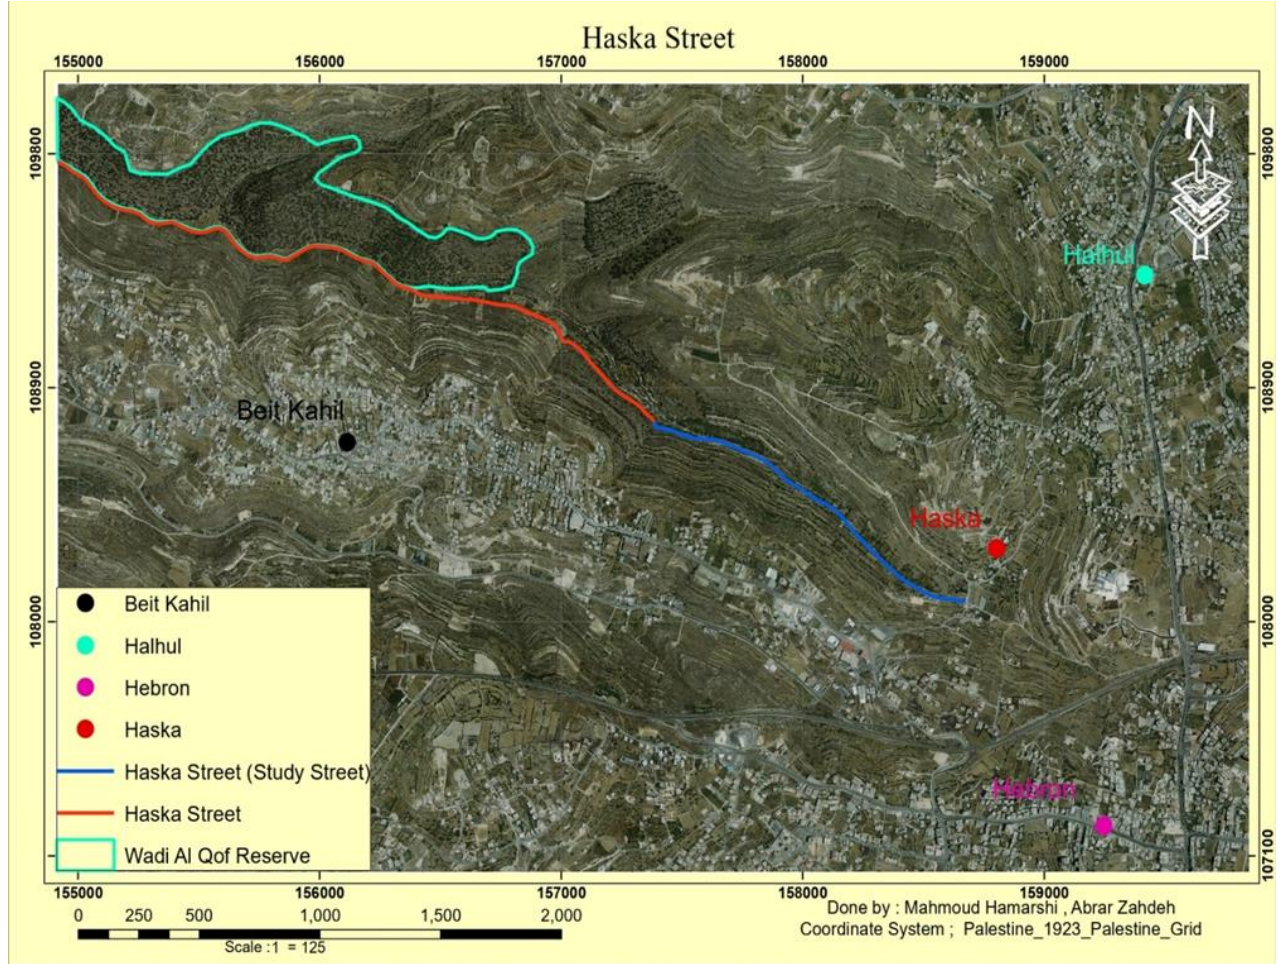 Haska Street
155000 156000 157000 158000 159000
109800 109800
N
Halhul
108900 108900
Beit Kahil
Haska
108000 108000
Beit Kahil
Halhul
Hebron
Haska
Haska Street (Study Street)
Haska Street
Wadi Al Qof Reserve
Hebron
107100
155000 156000 157000 158000 159000
0 250 500 1,000 1,500 2,000
Scale :1 = 125
Done by : Mahmoud Hamarshi , Abrar Zahdeh
Coordinate System ; Palestine_1923_Palestine_Grid